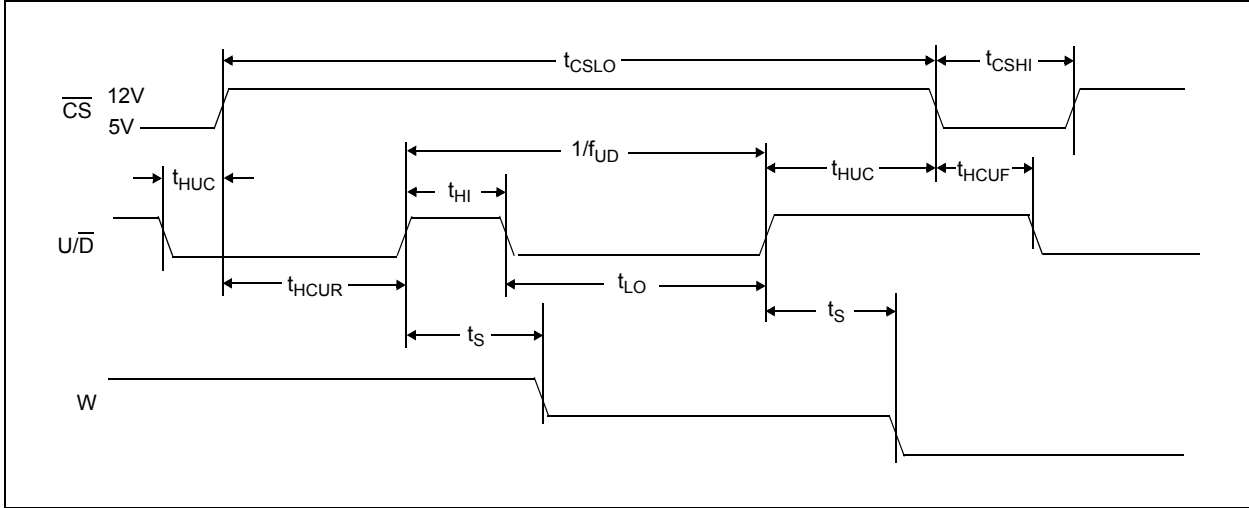 tCSLO
tCSHI
CS
12V
5V
1/fUD
tHUC
tHUC
tHCUF
tHI
U/D
tHCUR
tLO
tS
tS
W